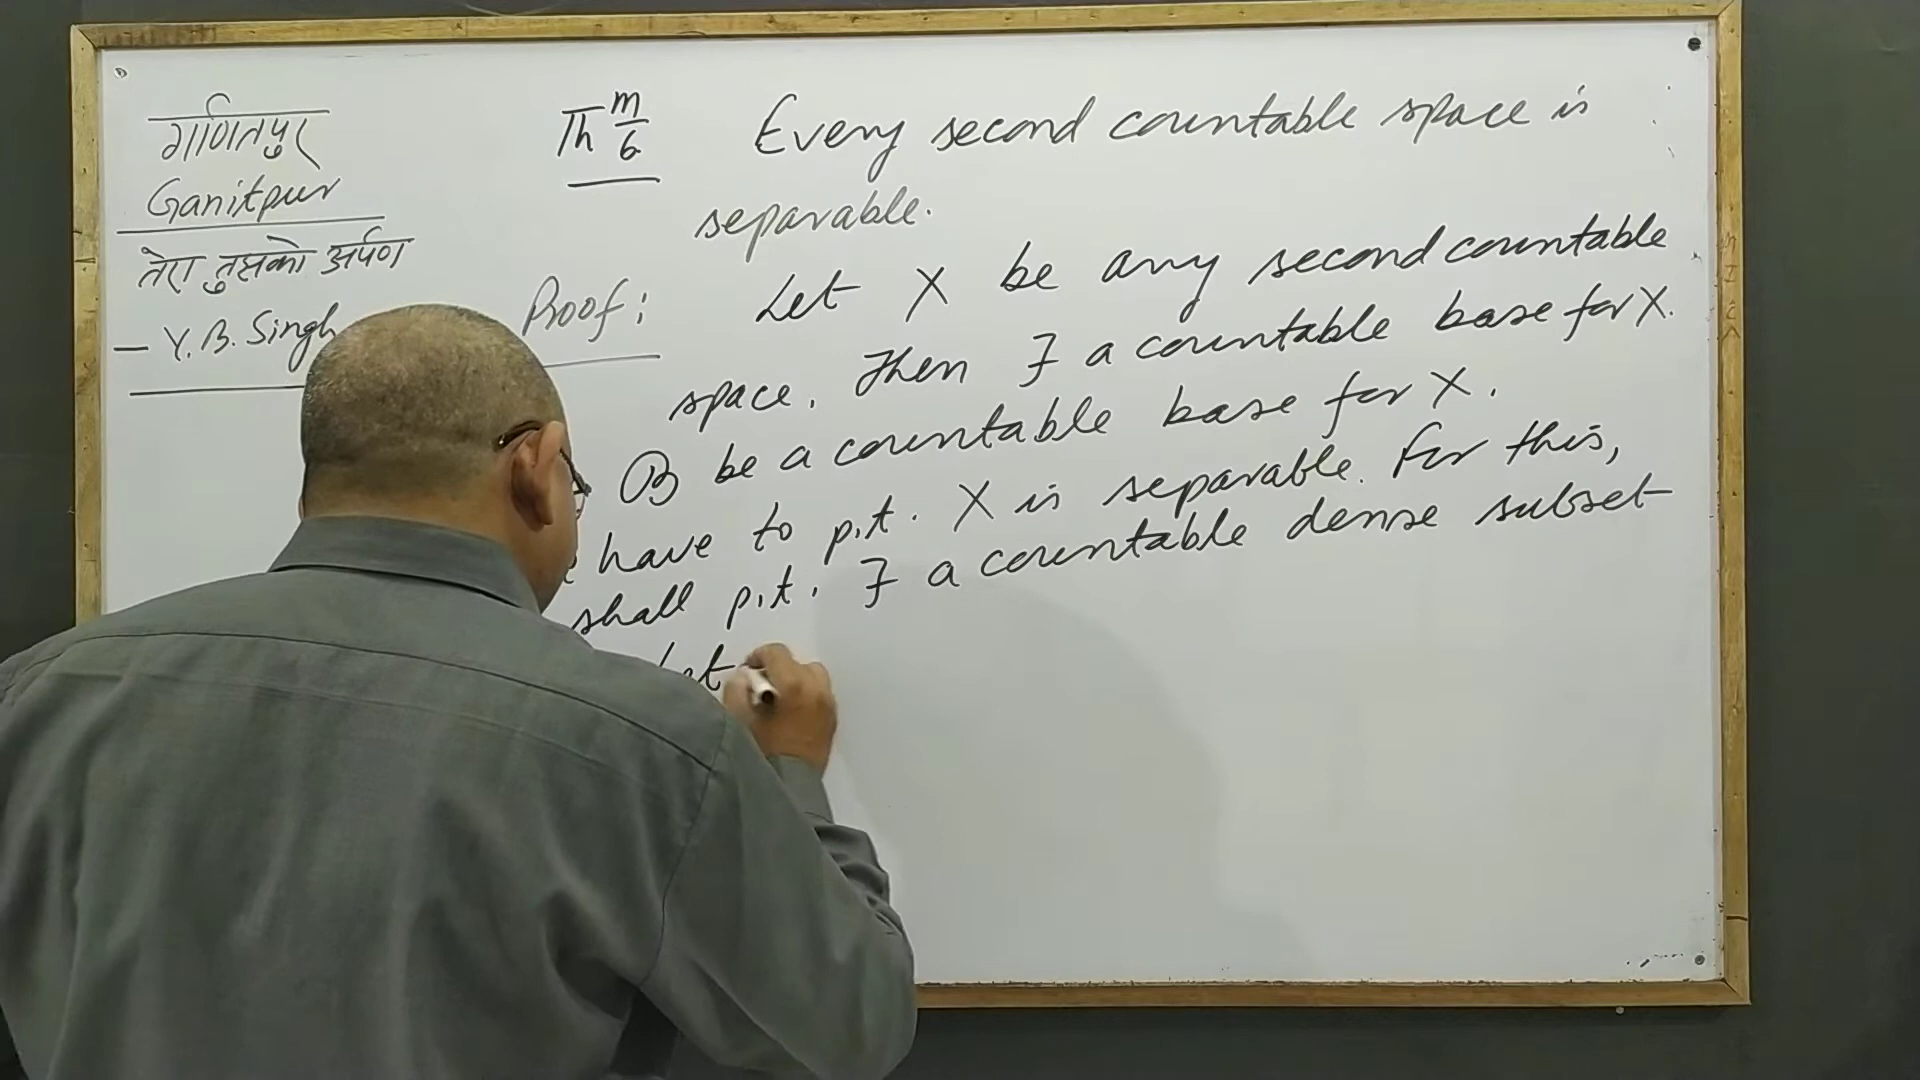 गणितपुर
Ganitpur
तेरा तुझको अर्पण
— Y. B. Singh
Th m/6 Every second countable space is
separable.
Proof: Let X be any second countable
space. Then ∃ a countable base for X.
B be a countable base for X.
have to p.t. X is separable. For this,
shall p.t. ∃ a countable dense subset